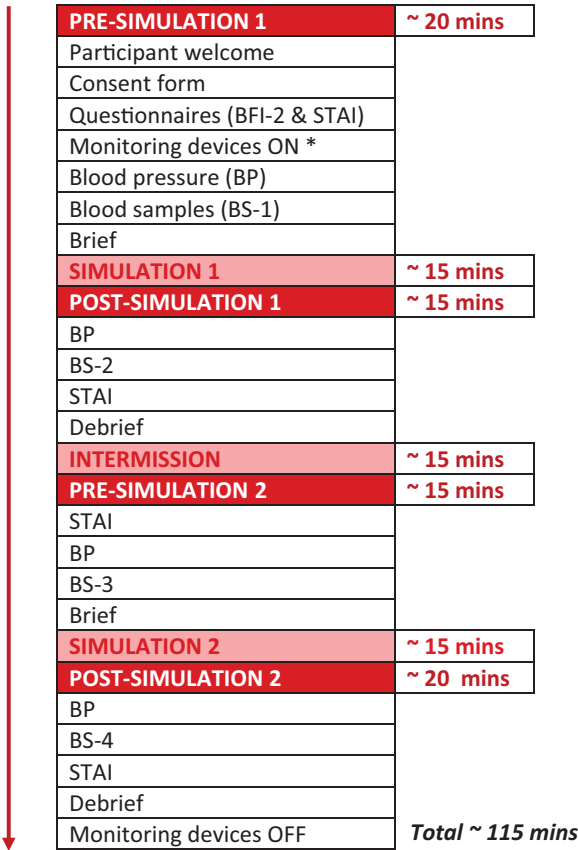 PRE-SIMULATION 1 ~ 20 mins
Participant welcome
Consent form
Questionnaires (BFI-2 & STAI)
Monitoring devices ON *
Blood pressure (BP)
Blood samples (BS-1)
Brief
SIMULATION 1 ~ 15 mins
POST-SIMULATION 1 ~ 15 mins
BP
BS-2
STAI
Debrief
INTERMISSION ~ 15 mins
PRE-SIMULATION 2 ~ 15 mins
STAI
BP
BS-3
Brief
SIMULATION 2 ~ 15 mins
POST-SIMULATION 2 ~ 20 mins
BP
BS-4
STAI
Debrief
Monitoring devices OFF Total ~ 115 mins